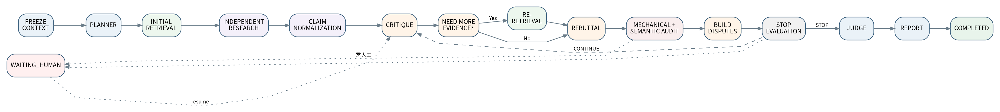 FREEZE
CONTEXT
PLANNER
INITIAL
RETRIEVAL
INDEPENDENT
RESEARCH
CLAIM
NORMALIZATION
CRITIQUE
NEED MORE
EVIDENCE?
Yes
No
RE-
RETRIEVAL
REBUTTAL
MECHANICAL +
SEMANTIC AUDIT
BUILD
DISPUTES
STOP
EVALUATION
STOP
JUDGE
REPORT
COMPLETED
CONTINUE
需人工
WAITING_HUMAN
resume